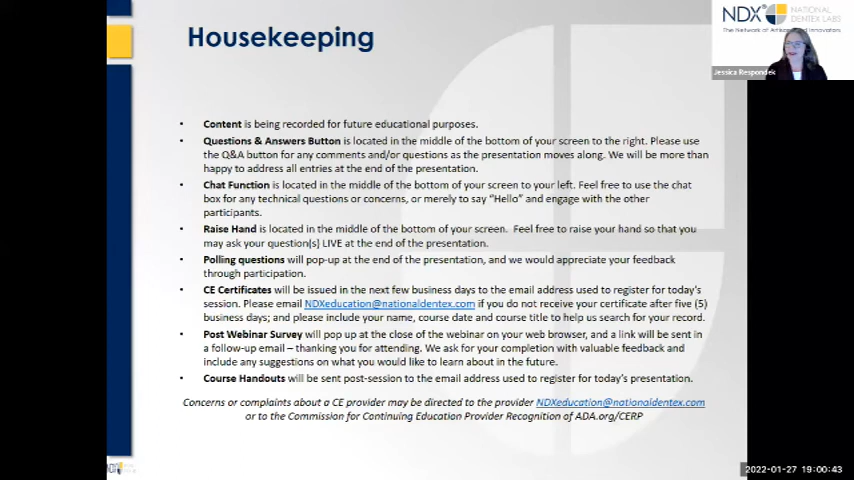 Housekeeping
NDX NATIONAL DENTEX LABS
The Network of Artisans and Innovators
Jessica Respondek
• Content is being recorded for future educational purposes.
• Questions & Answers Button is located in the middle of the bottom of your screen to the right. Please use
the Q&A button for any comments and/or questions as the presentation moves along. We will be more than
happy to address all entries at the end of the presentation.
• Chat Function is located in the middle of the bottom of your screen to your left. Feel free to use the chat
box for any technical questions or concerns, or merely to say “Hello” and engage with the other
participants.
• Raise Hand is located in the middle of the bottom of your screen. Feel free to raise your hand so that you
may ask your question(s) LIVE at the end of the presentation.
• Polling questions will pop-up at the end of the presentation, and we would appreciate your feedback
through participation.
• CE Certificates will be issued in the next few business days to the email address used to register for today’s
session. Please email NDXeducation@nationaldentex.com if you do not receive your certificate after five (5)
business days; and please include your name, course date and course title to help us search for your record.
• Post Webinar Survey will pop up at the close of the webinar on your web browser, and a link will be sent in
a follow-up email – thanking you for attending. We ask for your completion with valuable feedback and
include any suggestions on what you would like to learn about in the future.
• Course Handouts will be sent post-session to the email address used to register for today’s presentation.
Concerns or complaints about a CE provider may be directed to the provider NDXeducation@nationaldentex.com
or to the Commission for Continuing Education Provider Recognition of ADA.org/CERP
2022-01-27 19:00:43